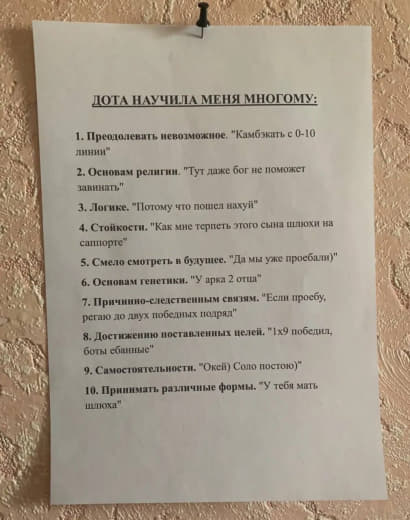 ДОТА НАУЧИЛА МЕНЯ МНОГОМУ:
1. Преодолевать невозможное. "Камбэкать с 0-10
линии"
2. Основам религии. "Тут даже бог не поможет
завинать"
3. Логике. "Потому что пошел нахуй"
4. Стойкости. "Как мне терпеть этого сына шлюхи на
саппорте"
5. Смело смотреть в будущее. "Да мы уже проебали)"
6. Основам генетики. "У арка 2 отца"
7. Причинно-следственным связям. "Если проебу,
регаю до двух победных подряд"
8. Достижению поставленных целей. "1х9 победил,
боты ебанные"
9. Самостоятельности. "Окей) Соло постою)"
10. Принимать различные формы. "У тебя мать
шлюха"